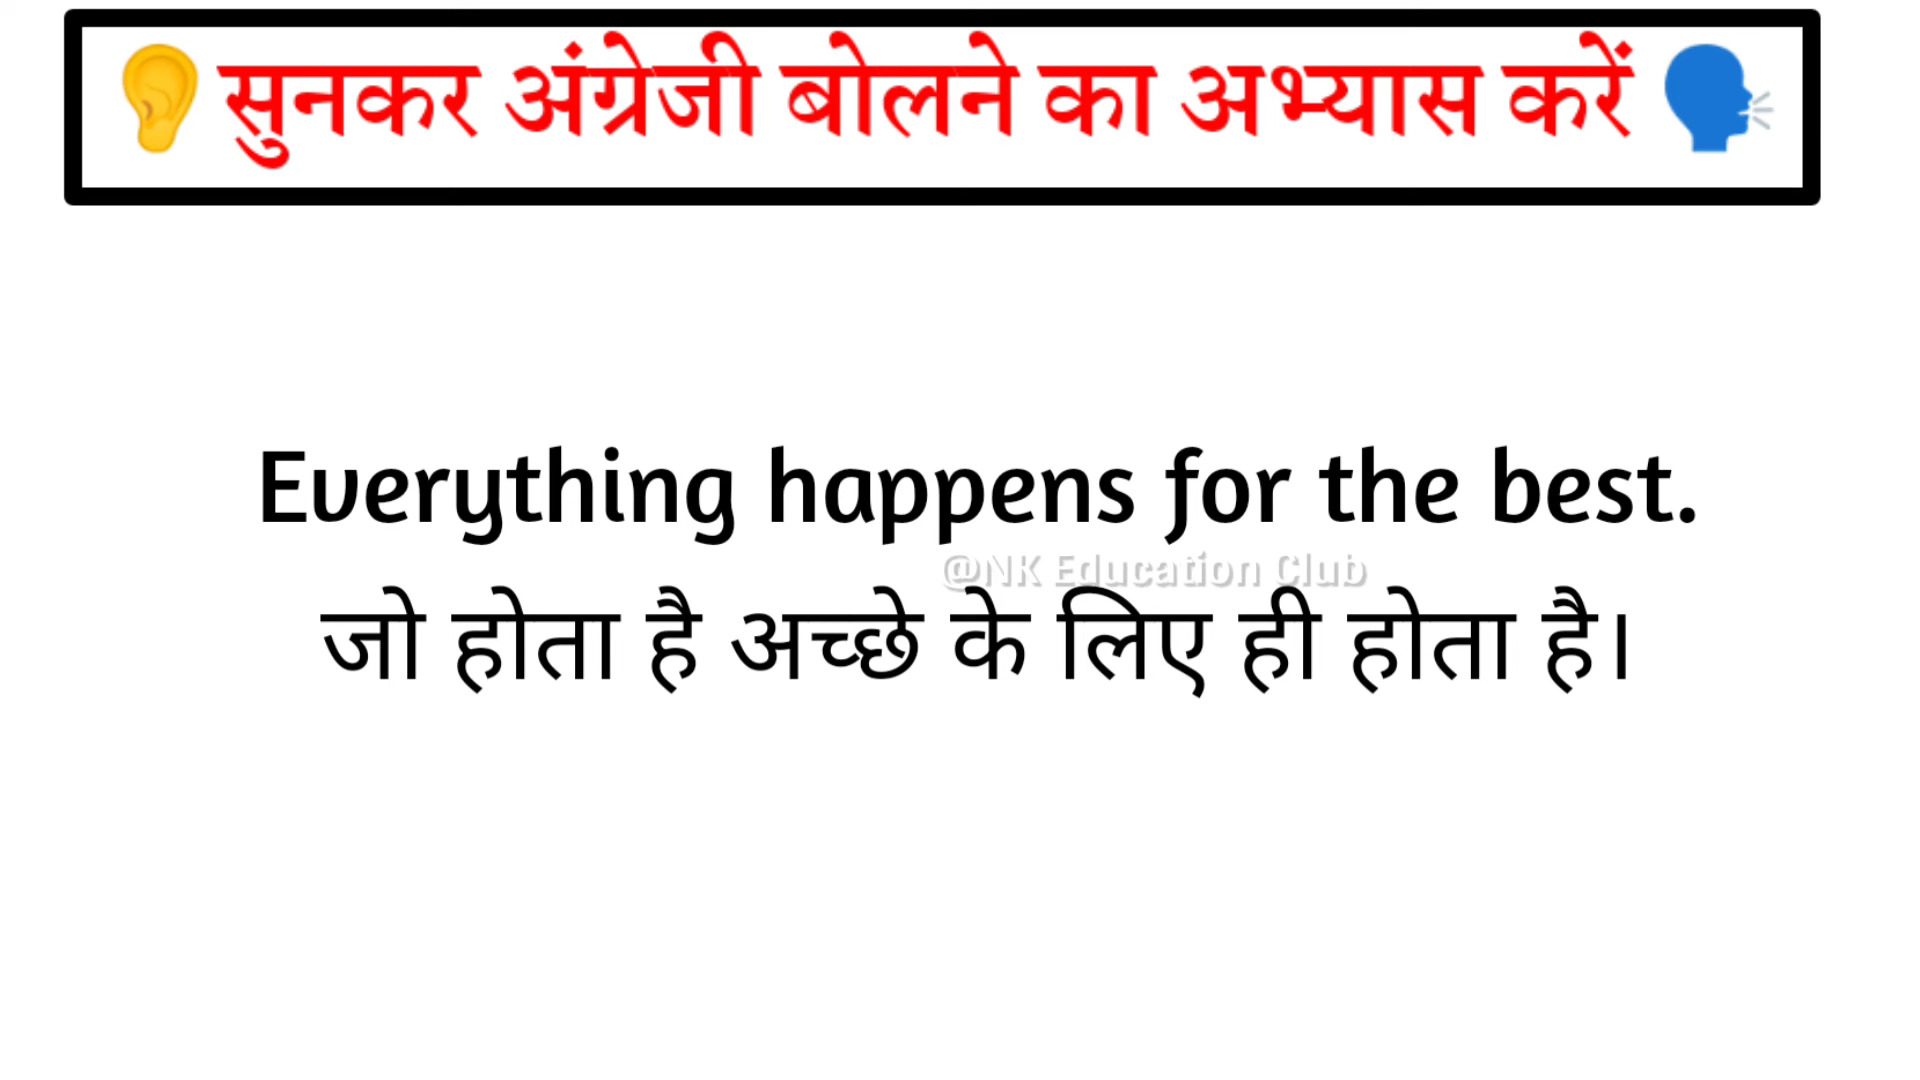 👂सुनकर अंग्रेजी बोलने का अभ्यास करें🗣️
Everything happens for the best.
@NK Education Club
जो होता है अच्छे के लिए ही होता है।